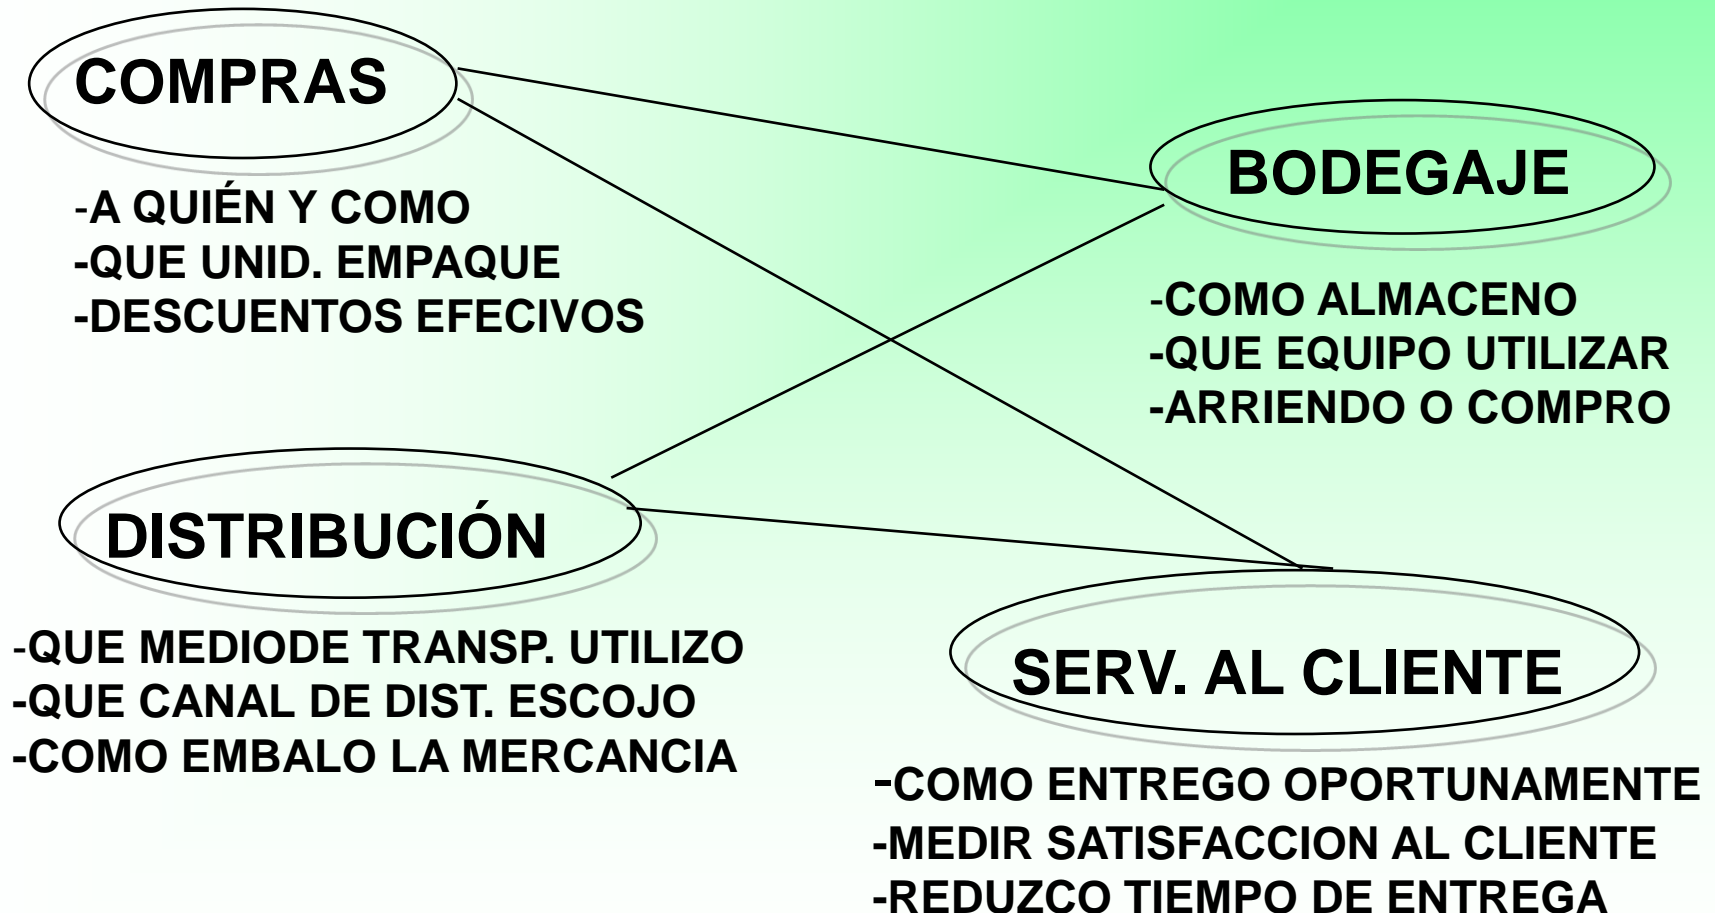 COMPRAS
-A QUIÉN Y COMO
-QUE UNID. EMPAQUE
-DESCUENTOS EFECIVOS
BODEGAJE
-COMO ALMACENO
-QUE EQUIPO UTILIZAR
-ARRIENDO O COMPRO
DISTRIBUCIÓN
-QUE MEDIODE TRANSP. UTILIZO
-QUE CANAL DE DIST. ESCOJO
-COMO EMBALO LA MERCANCIA
SERV. AL CLIENTE
-COMO ENTREGO OPORTUNAMENTE
-MEDIR SATISFACCION AL CLIENTE
-REDUZCO TIEMPO DE ENTREGA